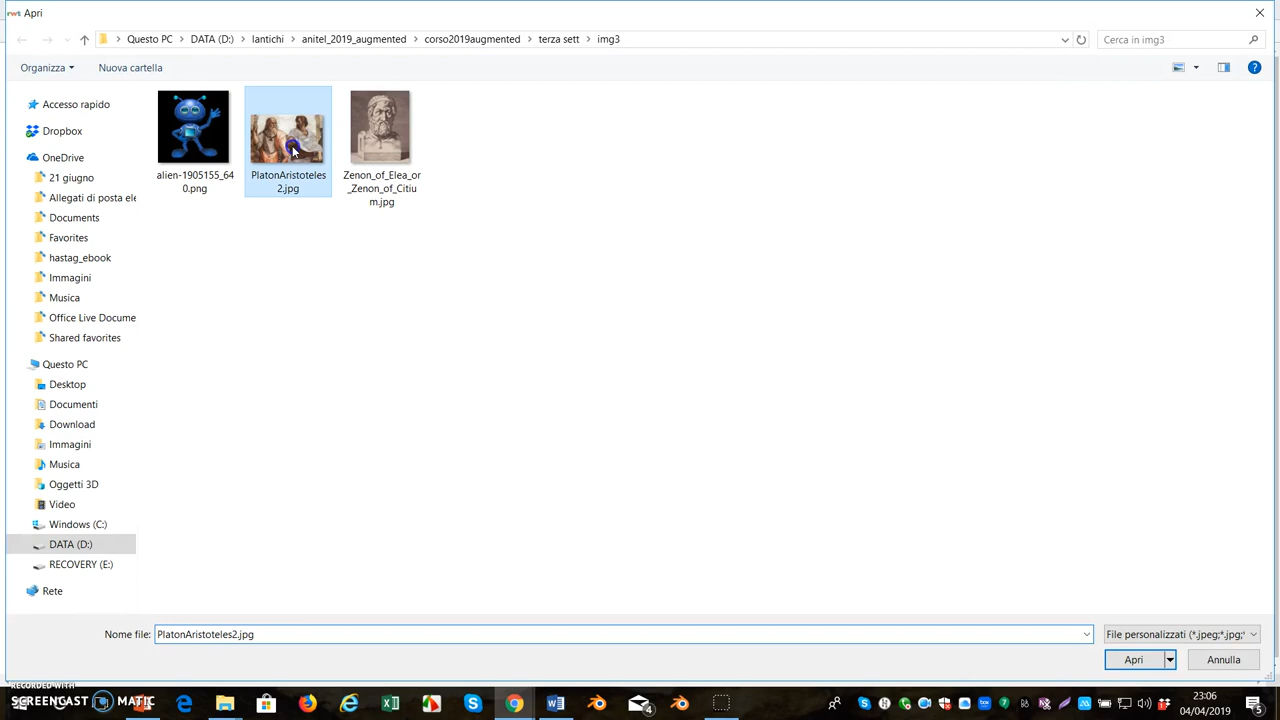 Apri
Questo PC > DATA (D:) > lantichi > anitel_2019_augmented > corso2019augmented > terza sett > img3
Cerca in img3
Organizza
Nuova cartella
Accesso rapido
Dropbox
OneDrive
21 giugno
Allegati di posta ele
Documents
Favorites
hastag_ebook
Immagini
Musica
Office Live Docume
Shared favorites
Questo PC
Desktop
Documenti
Download
Immagini
Musica
Oggetti 3D
Video
Windows (C:)
DATA (D:)
RECOVERY (E:)
Rete
alien-1905155_64
0.png
PlatonAristoteles
2.jpg
Zenon_of_Elea_or
_Zenon_of_Citiu
m.jpg
Nome file:
PlatonAristoteles2.jpg
File personalizzati (*.jpeg;*.jpg;*
Apri
Annulla
RECORDED WITH
SCREENCAST MATIC
4
23:06
04/04/2019
5